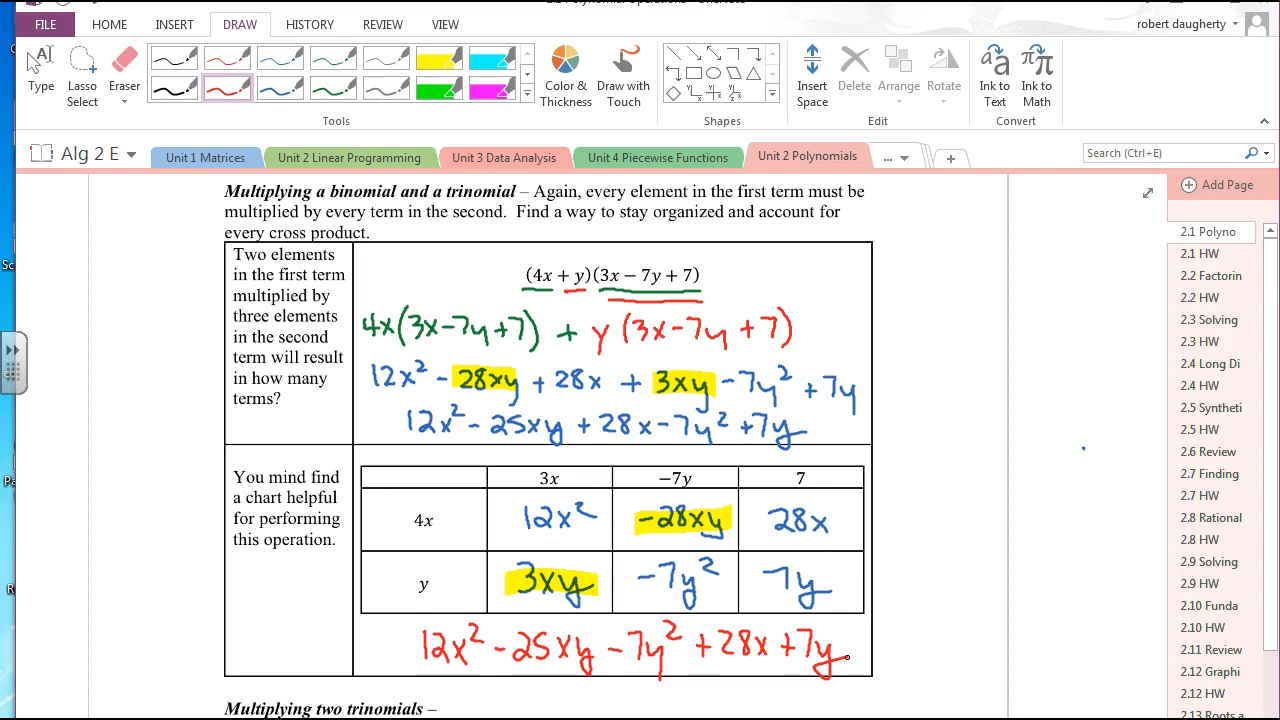 FILE HOME INSERT DRAW HISTORY REVIEW VIEW robert daugherty
Type Lasso Select Eraser Color & Thickness Draw with Touch Insert Space Delete Arrange Rotate Ink to Text Ink to Math
Tools Shapes Edit Convert
Alg 2 E Unit 1 Matrices Unit 2 Linear Programming Unit 3 Data Analysis Unit 4 Piecewise Functions Unit 2 Polynomials ... Search (Ctrl+E)
Add Page
Multiplying a binomial and a trinomial – Again, every element in the first term must be
multiplied by every term in the second. Find a way to stay organized and account for
every cross product.
Two elements
in the first term
multiplied by
three elements
in the second
term will result
in how many
terms?
(4x + y)(3x − 7y + 7)
4x(3x-7y+7) + y(3x-7y+7)
12x² - 28xy + 28x + 3xy - 7y² + 7y
12x² - 25xy + 28x - 7y² + 7y
You mind find
a chart helpful
for performing
this operation.
3x −7y 7
4x 12x² -28xy 28x
y 3xy -7y² 7y
12x² - 25xy - 7y² + 28x + 7y
Multiplying two trinomials –
2.1 Polyno
2.1 HW
2.2 Factorin
2.2 HW
2.3 Solving
2.3 HW
2.4 Long Di
2.4 HW
2.5 Syntheti
2.5 HW
2.6 Review
2.7 Finding
2.7 HW
2.8 Rational
2.8 HW
2.9 Solving
2.9 HW
2.10 Funda
2.10 HW
2.11 Review
2.12 Graphi
2.12 HW
2.13 Roots a